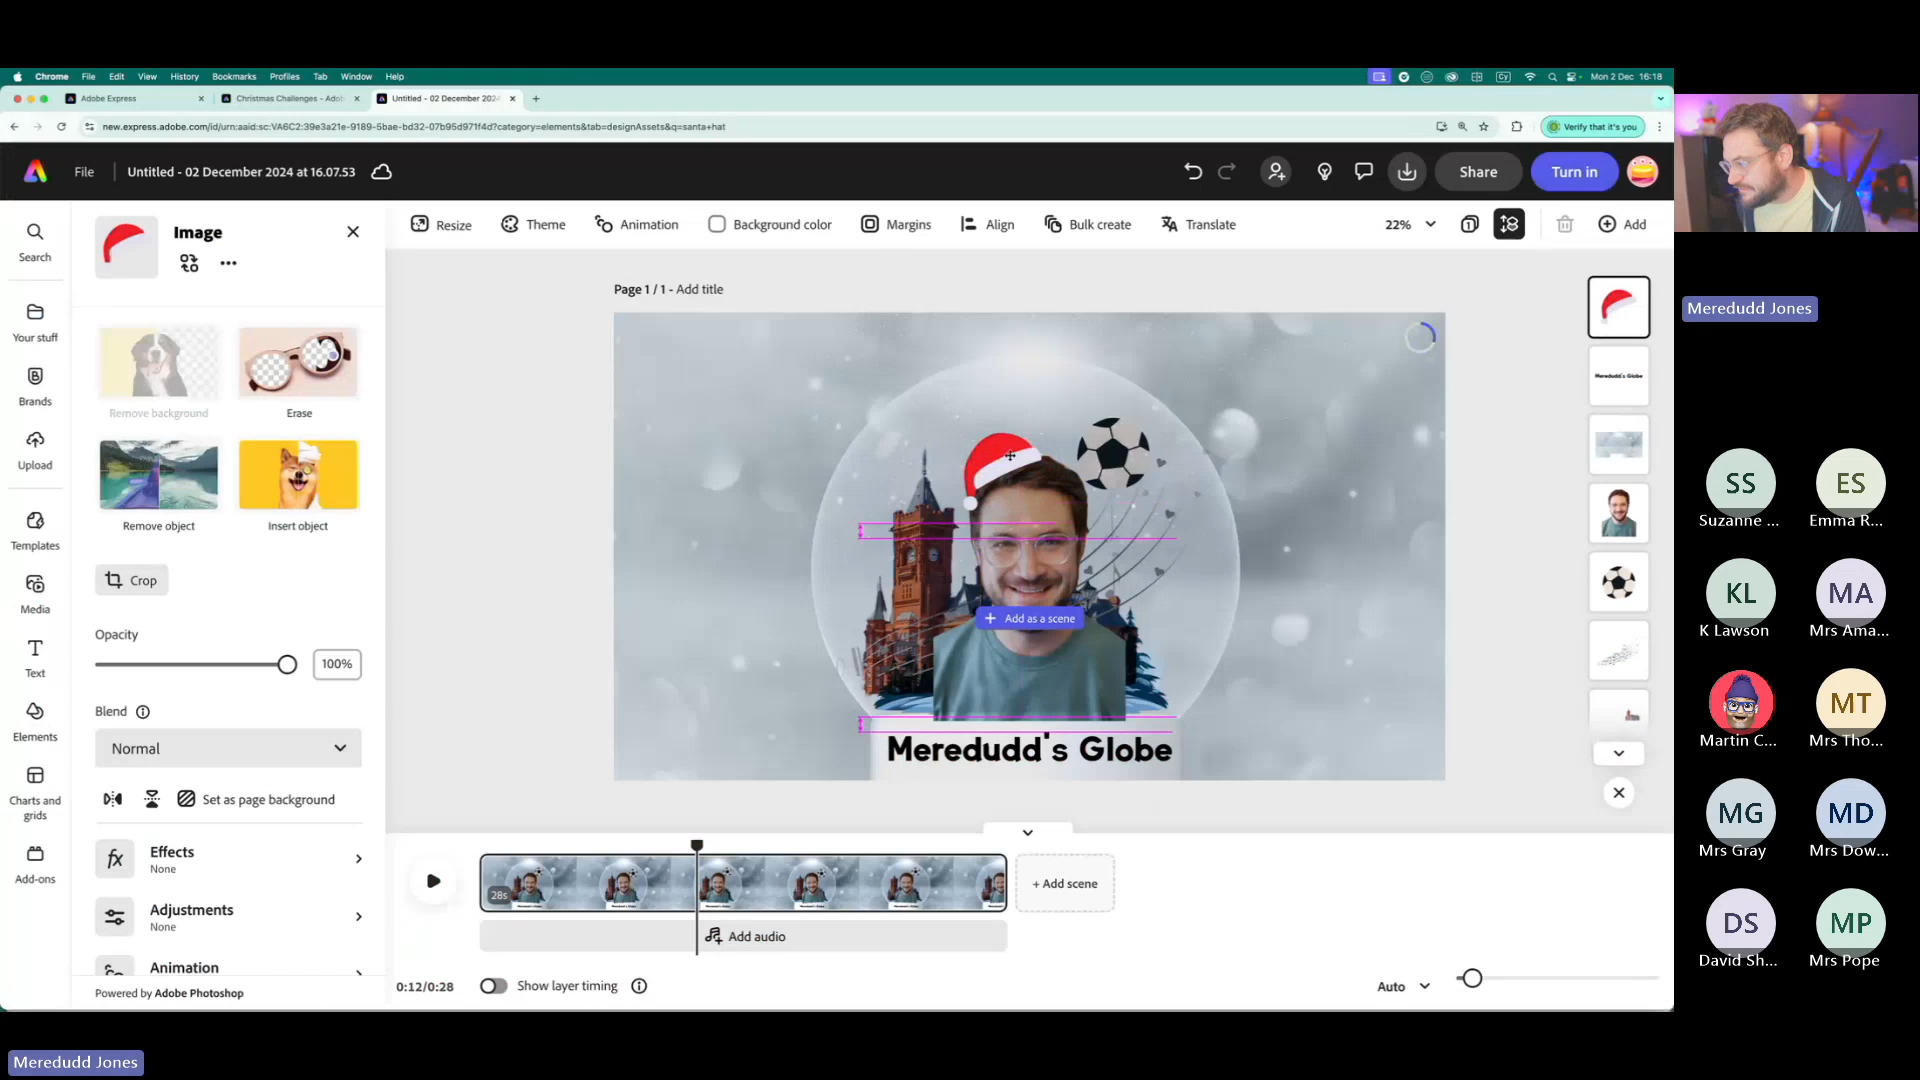 Chrome File Edit View History Bookmarks Profiles Tab Window Help
Cy
Mon 2 Dec 16:18
Adobe Express
Christmas Challenges - Ado
Untitled - 02 December 2024
new.express.adobe.com/id/urn:aaid:sc:VA6C2:39e3a21e-9189-5bae-bd32-07b95d971f4d?category=elements&tab=designAssets&q=santa+hat
Verify that it's you
File
Untitled - 02 December 2024 at 16.07.53
Share
Turn in
Search
Your stuff
Brands
Upload
Templates
Media
Text
Elements
Charts and
grids
Add-ons
Image
Remove background
Erase
Remove object
Insert object
Crop
Opacity
100%
Blend
Normal
Set as page background
fx
Effects
None
Adjustments
None
Animation
Powered by Adobe Photoshop
Resize
Theme
Animation
Background color
Margins
Align
Bulk create
Translate
22%
1
Add
Page 1 / 1 - Add title
+ Add as a scene
Meredudd's Globe
Meredudd's Globe
28s
+ Add scene
Add audio
0:12/0:28
Show layer timing
Auto
Meredudd Jones
SS
Suzanne ...
ES
Emma R...
KL
K Lawson
MA
Mrs Ama...
Martin C...
MT
Mrs Tho...
MG
Mrs Gray
MD
Mrs Dow...
DS
David Sh...
MP
Mrs Pope
Meredudd Jones